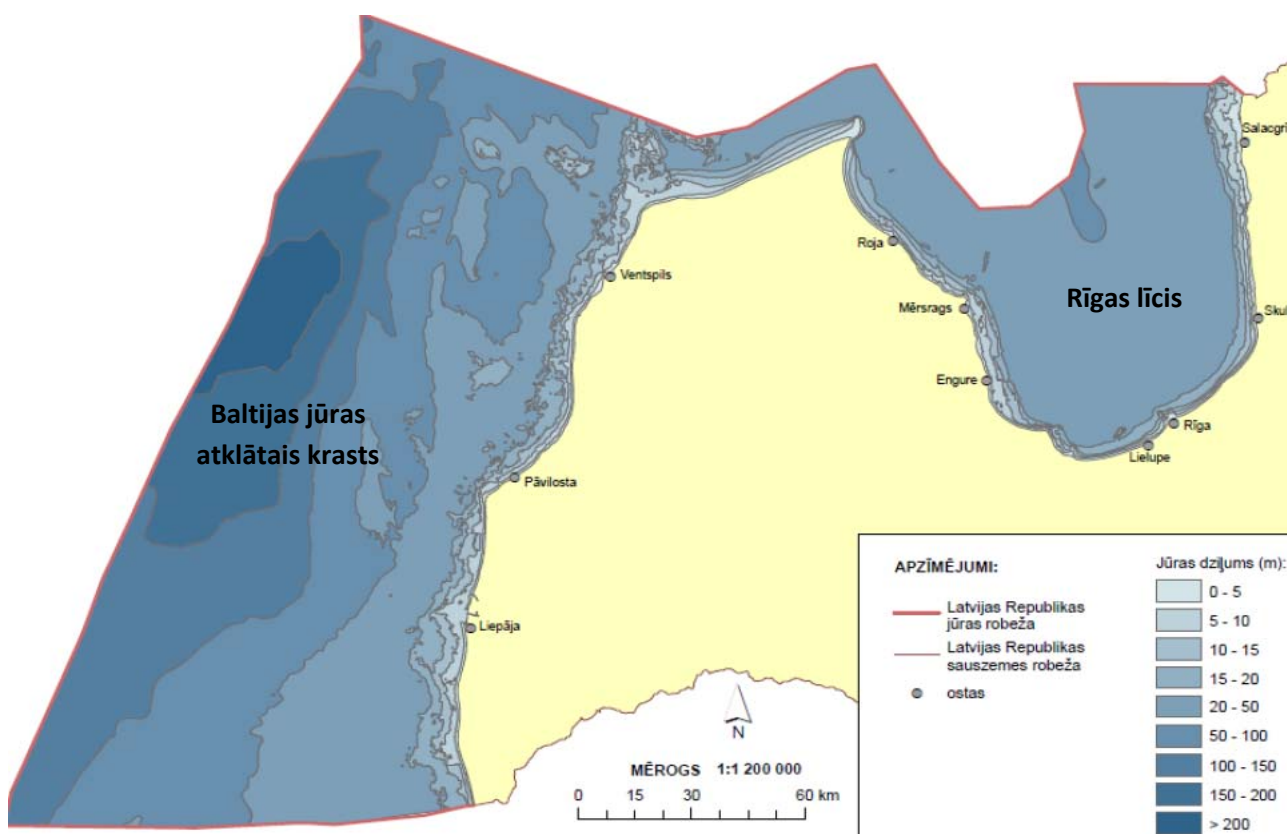 Salacgrī
Ventspils
Roja
Mērsrags
Rīgas līcis
Skul
Engure
Baltijas jūras
atklātais krasts
Rīga
Lielupe
Pāvilosta
Liepāja
N
MĒROGS 1:1 200 000
0 15 30 60 km
APZĪMĒJUMI:
Latvijas Republikas
jūras robeža
Latvijas Republikas
sauszemes robeža
ostas
Jūras dziļums (m):
0 - 5
5 - 10
10 - 15
15 - 20
20 - 50
50 - 100
100 - 150
150 - 200
> 200